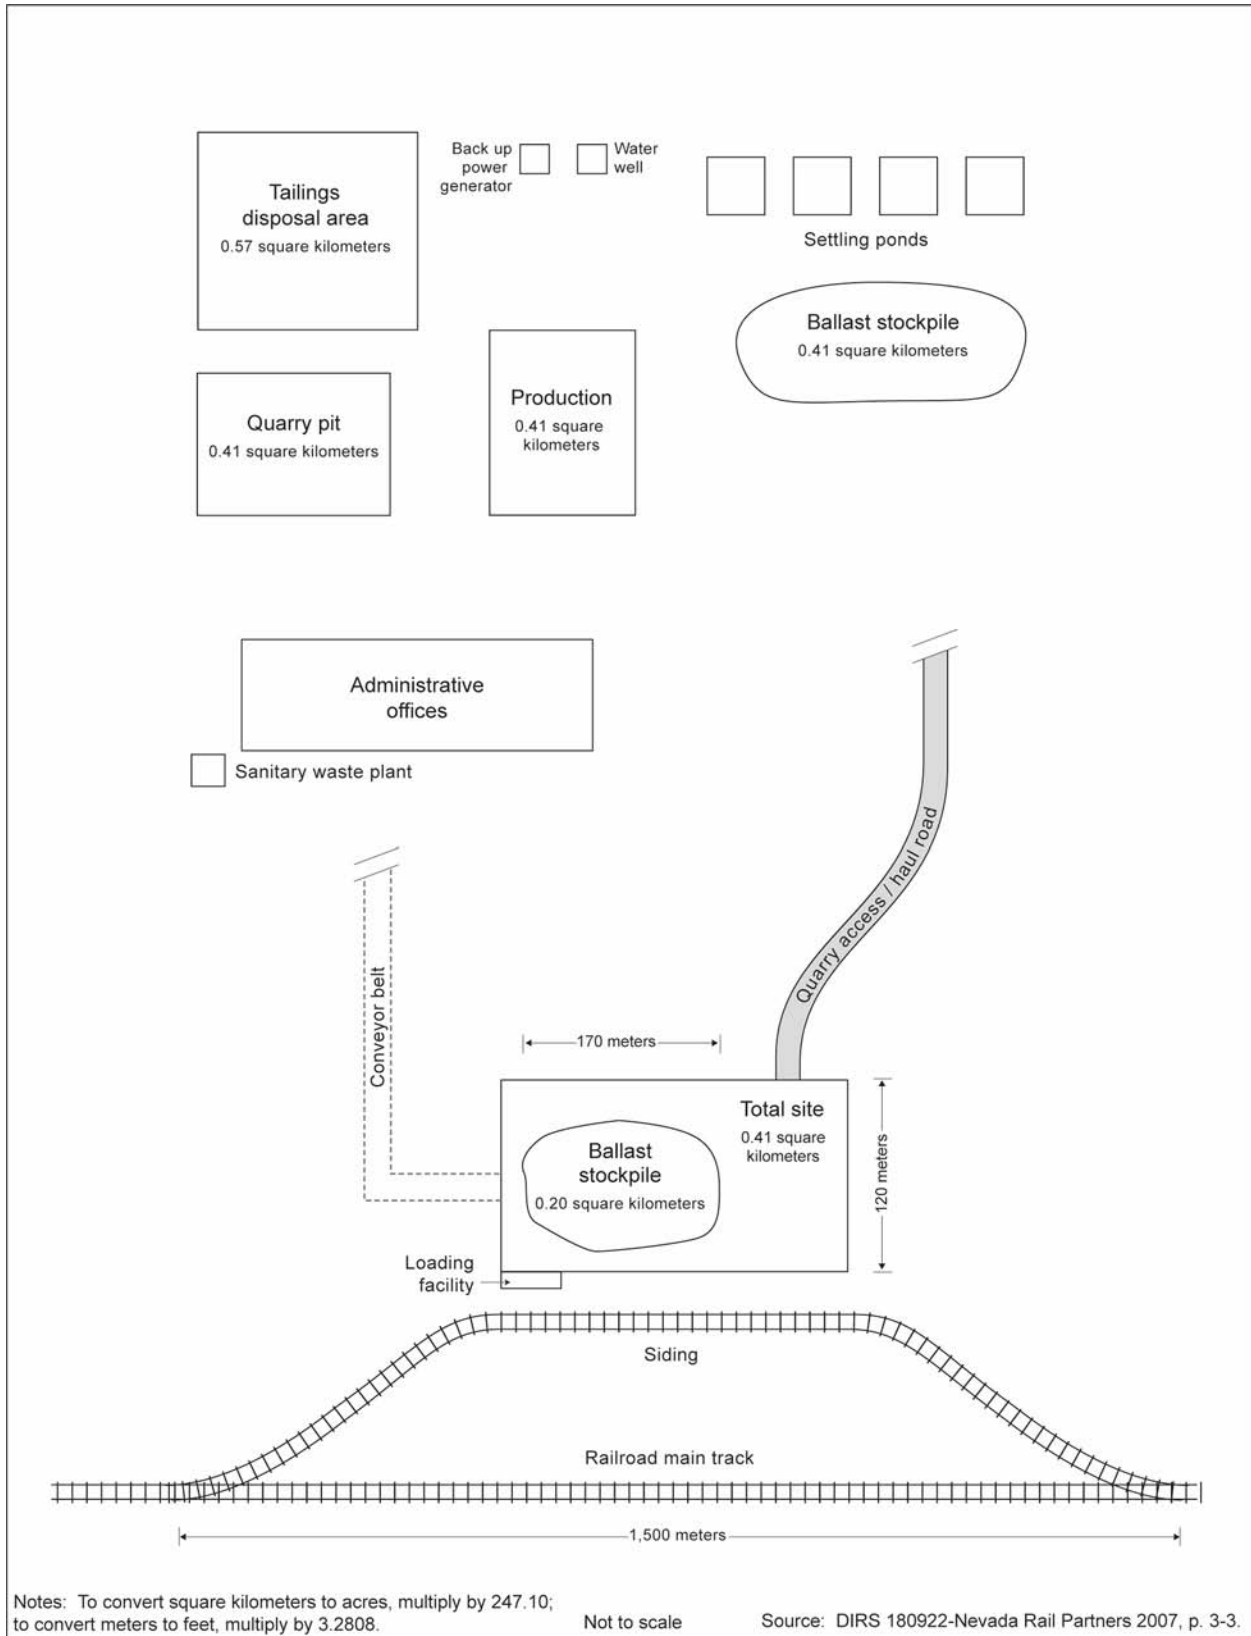 Back up
power
generator
Water
well
Tailings
disposal area
0.57 square kilometers
Settling ponds
Ballast stockpile
0.41 square kilometers
Quarry pit
0.41 square kilometers
Production
0.41 square
kilometers
Administrative
offices
Sanitary waste plant
Quarry access / haul road
Conveyor belt
170 meters
Total site
0.41 square
kilometers
120 meters
Ballast
stockpile
0.20 square kilometers
Loading
facility
Siding
Railroad main track
1,500 meters
Notes: To convert square kilometers to acres, multiply by 247.10;
to convert meters to feet, multiply by 3.2808.
Not to scale
Source: DIRS 180922-Nevada Rail Partners 2007, p. 3-3.